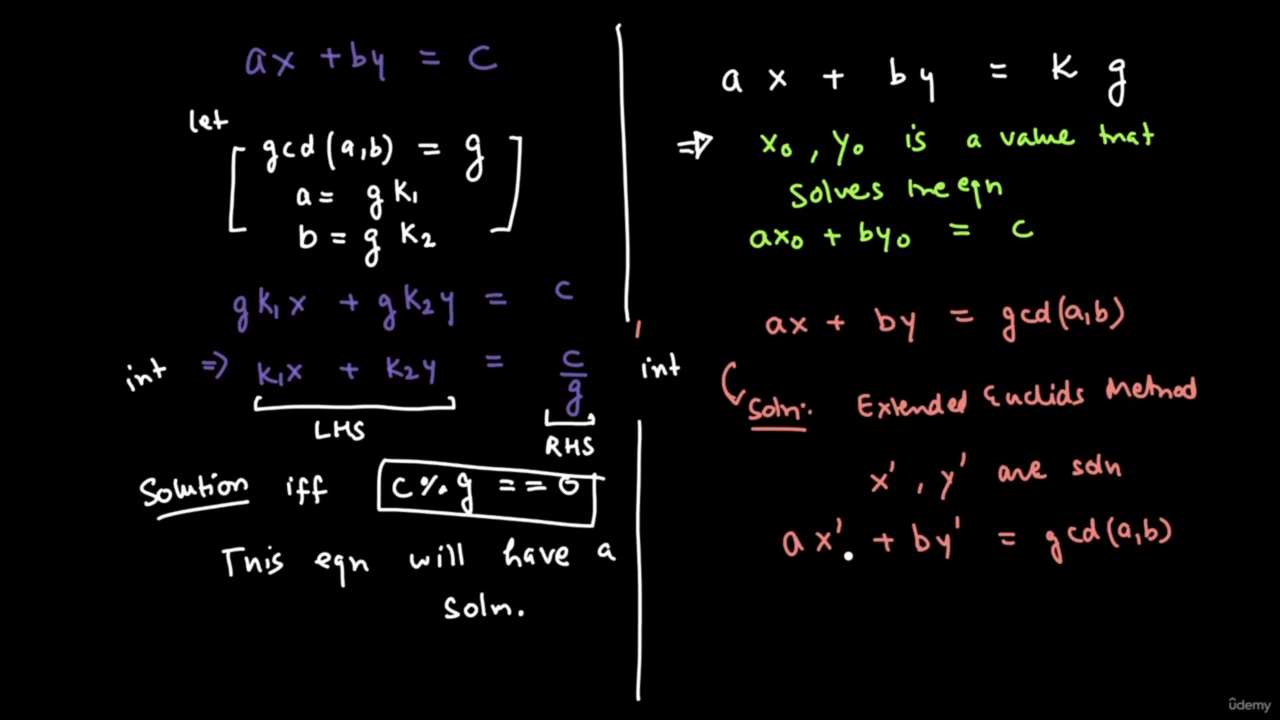 ax + by = c
let
gcd(a,b) = g
a = g k₁
b = g k₂
gk₁x + gk₂y = c
int ⇒ k₁x + k₂y = c/g int
LHS
RHS
Solution iff c % g == 0
This eqn will have a
soln.
a x + by = k g
⇒ x₀, y₀ is a value that
solves the eqn
ax₀ + by₀ = c
ax + by = gcd(a,b)
Soln: Extended Euclids Method
x', y' are soln
ax' + by' = gcd(a,b)
ûdemy